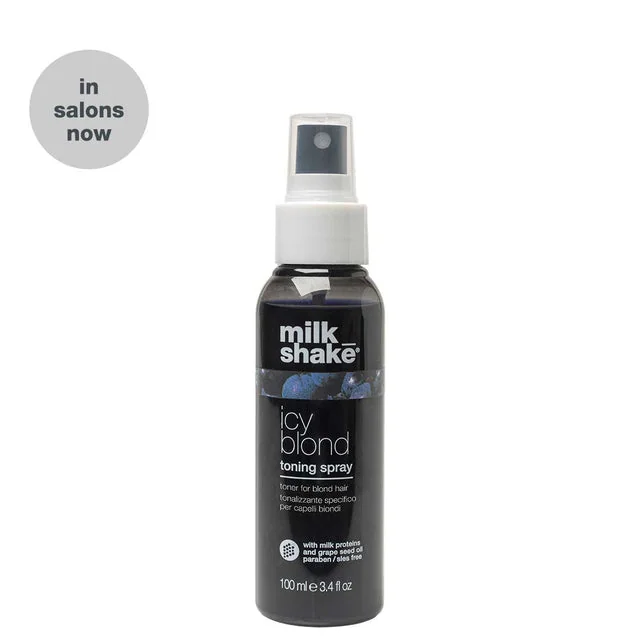 in
salons
now
milk_
shake®
icy
blond
toning spray
toner for blond hair
tonalizzante specifico
per capelli biondi
with milk proteins
and grape seed oil
paraben / sles free
100 ml e 3.4 fl oz